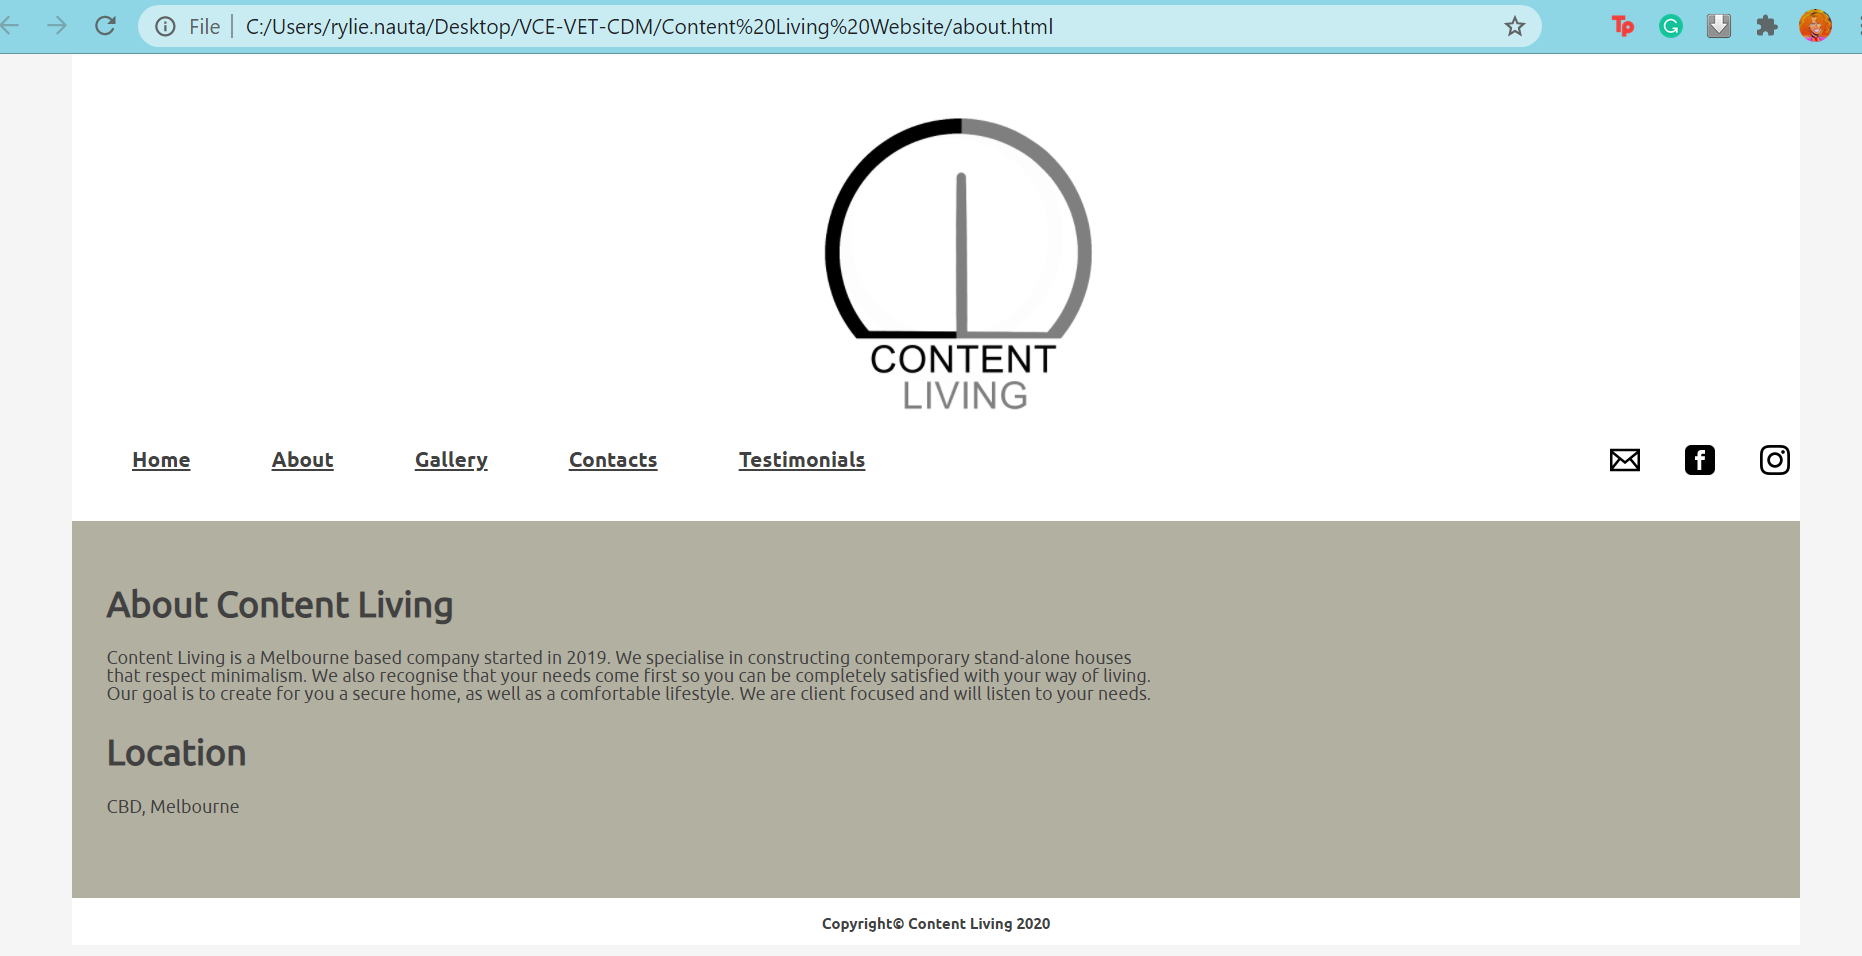 File C:/Users/rylie.nauta/Desktop/VCE-VET-CDM/Content%20Living%20Website/about.html
Tp
CONTENT
LIVING
Home About Gallery Contacts Testimonials
About Content Living
Content Living is a Melbourne based company started in 2019. We specialise in constructing contemporary stand-alone houses
that respect minimalism. We also recognise that your needs come first so you can be completely satisfied with your way of living.
Our goal is to create for you a secure home, as well as a comfortable lifestyle. We are client focused and will listen to your needs.
Location
CBD, Melbourne
Copyright© Content Living 2020